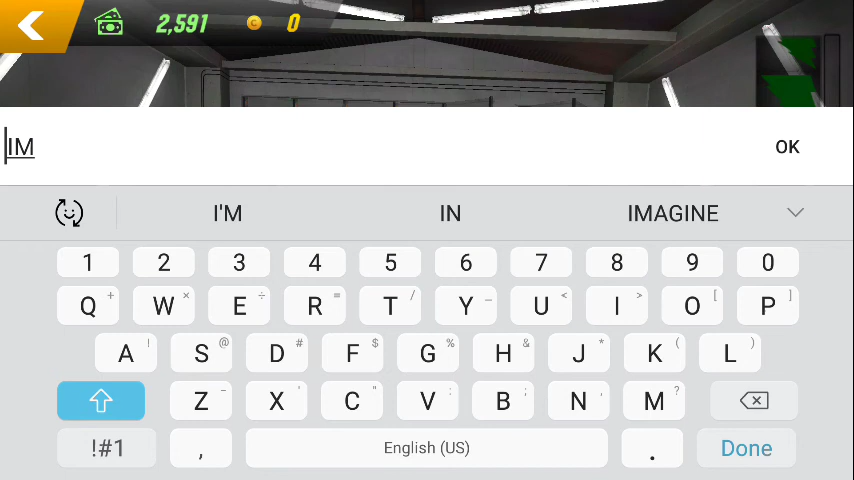 2,591 C 0
IM OK
I'M IN IMAGINE
1 2 3 4 5 6 7 8 9 0
Q + W × E ÷ R = T / Y _ U < I > O [ P ]
A ! S @ D # F $ G % H & J * K ( L )
Z - X ' C " V : B ; N , M ?
!#1 , English (US) . Done